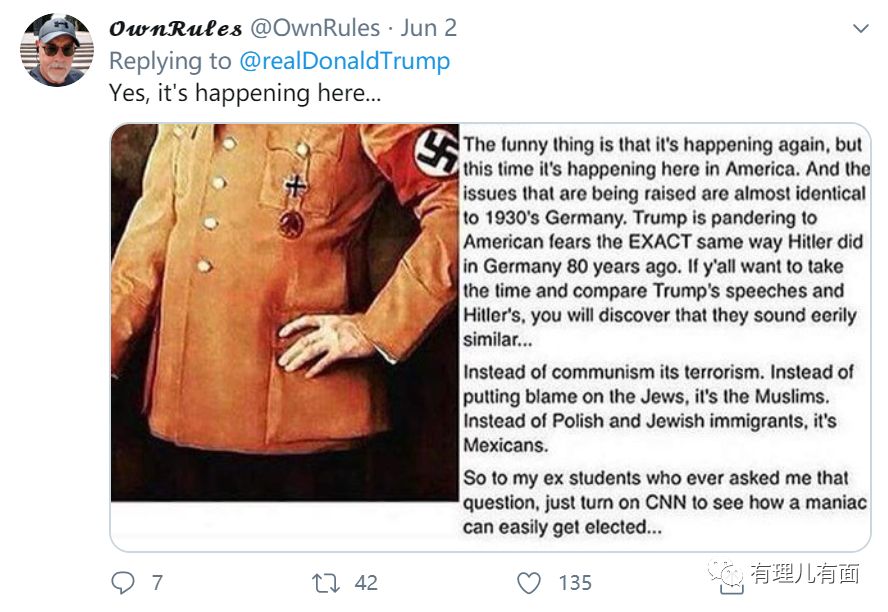 OwnRules @OwnRules · Jun 2
Replying to @realDonaldTrump
Yes, it's happening here...
The funny thing is that it's happening again, but
this time it's happening here in America. And the
issues that are being raised are almost identical
to 1930's Germany. Trump is pandering to
American fears the EXACT same way Hitler did
in Germany 80 years ago. If y'all want to take
the time and compare Trump's speeches and
Hitler's, you will discover that they sound eerily
similar...
Instead of communism its terrorism. Instead of
putting blame on the Jews, it's the Muslims.
Instead of Polish and Jewish immigrants, it's
Mexicans.
So to my ex students who ever asked me that
question, just turn on CNN to see how a maniac
can easily get elected...
7 42 135
有理儿有面